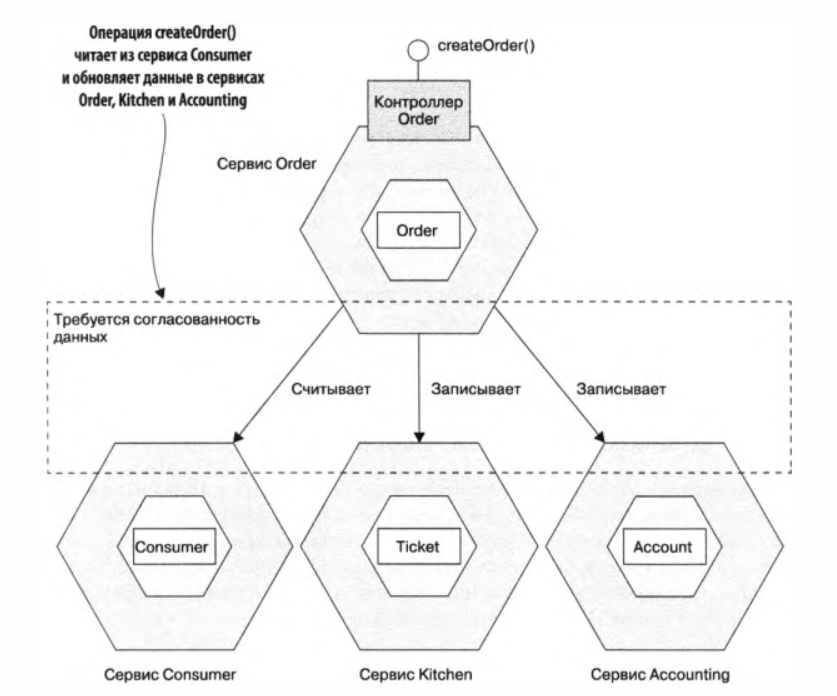 Операция createOrder()
читает из сервиса Consumer
и обновляет данные в сервисах
Order, Kitchen и Accounting
createOrder()
Контроллер
Order
Сервис Order
Order
Требуется согласованность
данных
Считывает
Записывает
Записывает
Consumer
Ticket
Account
Сервис Consumer
Сервис Kitchen
Сервис Accounting